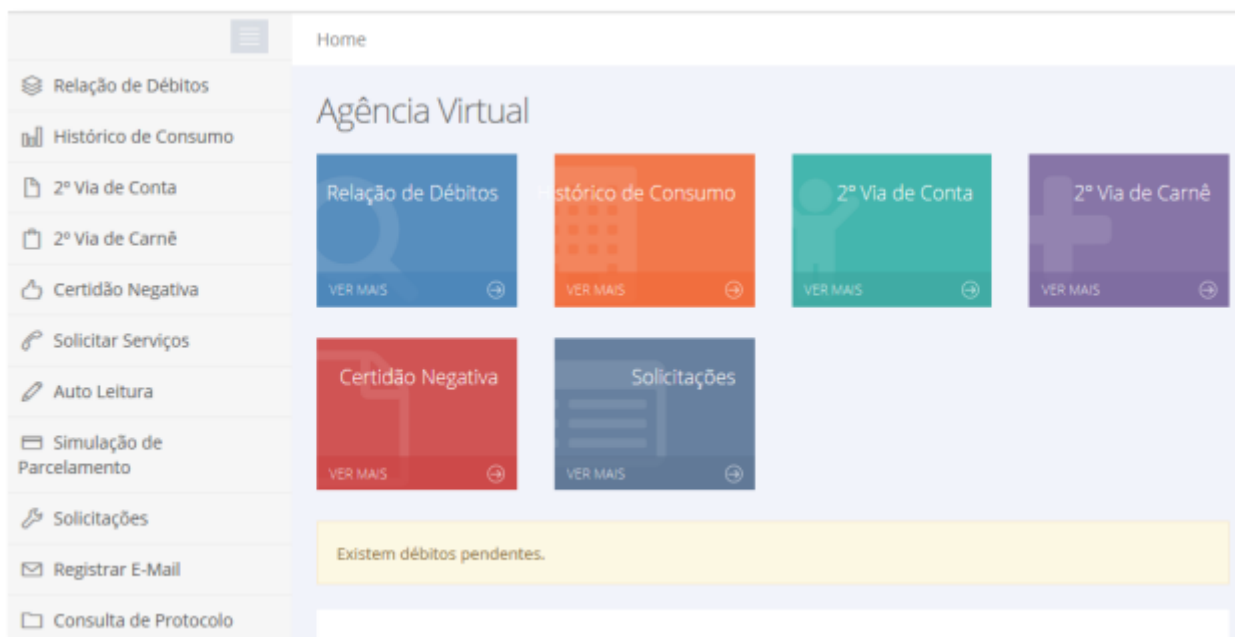 Home
Relação de Débitos
Histórico de Consumo
2º Via de Conta
2º Via de Carnê
Certidão Negativa
Solicitar Serviços
Auto Leitura
Simulação de
Parcelamento
Solicitações
Registrar E-Mail
Consulta de Protocolo
Agência Virtual
Relação de Débitos
VER MAIS
Histórico de Consumo
VER MAIS
2º Via de Conta
VER MAIS
2º Via de Carnê
VER MAIS
Certidão Negativa
VER MAIS
Solicitações
VER MAIS
Existem débitos pendentes.